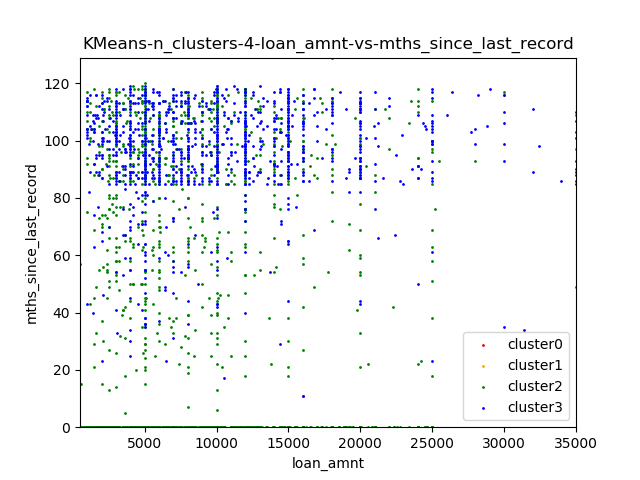 KMeans-n_clusters-4-loan_amnt-vs-mths_since_last_record
120
100
80
60
40
20
0
mths_since_last_record
5000 10000 15000 20000 25000 30000 35000
loan_amnt
cluster0
cluster1
cluster2
cluster3